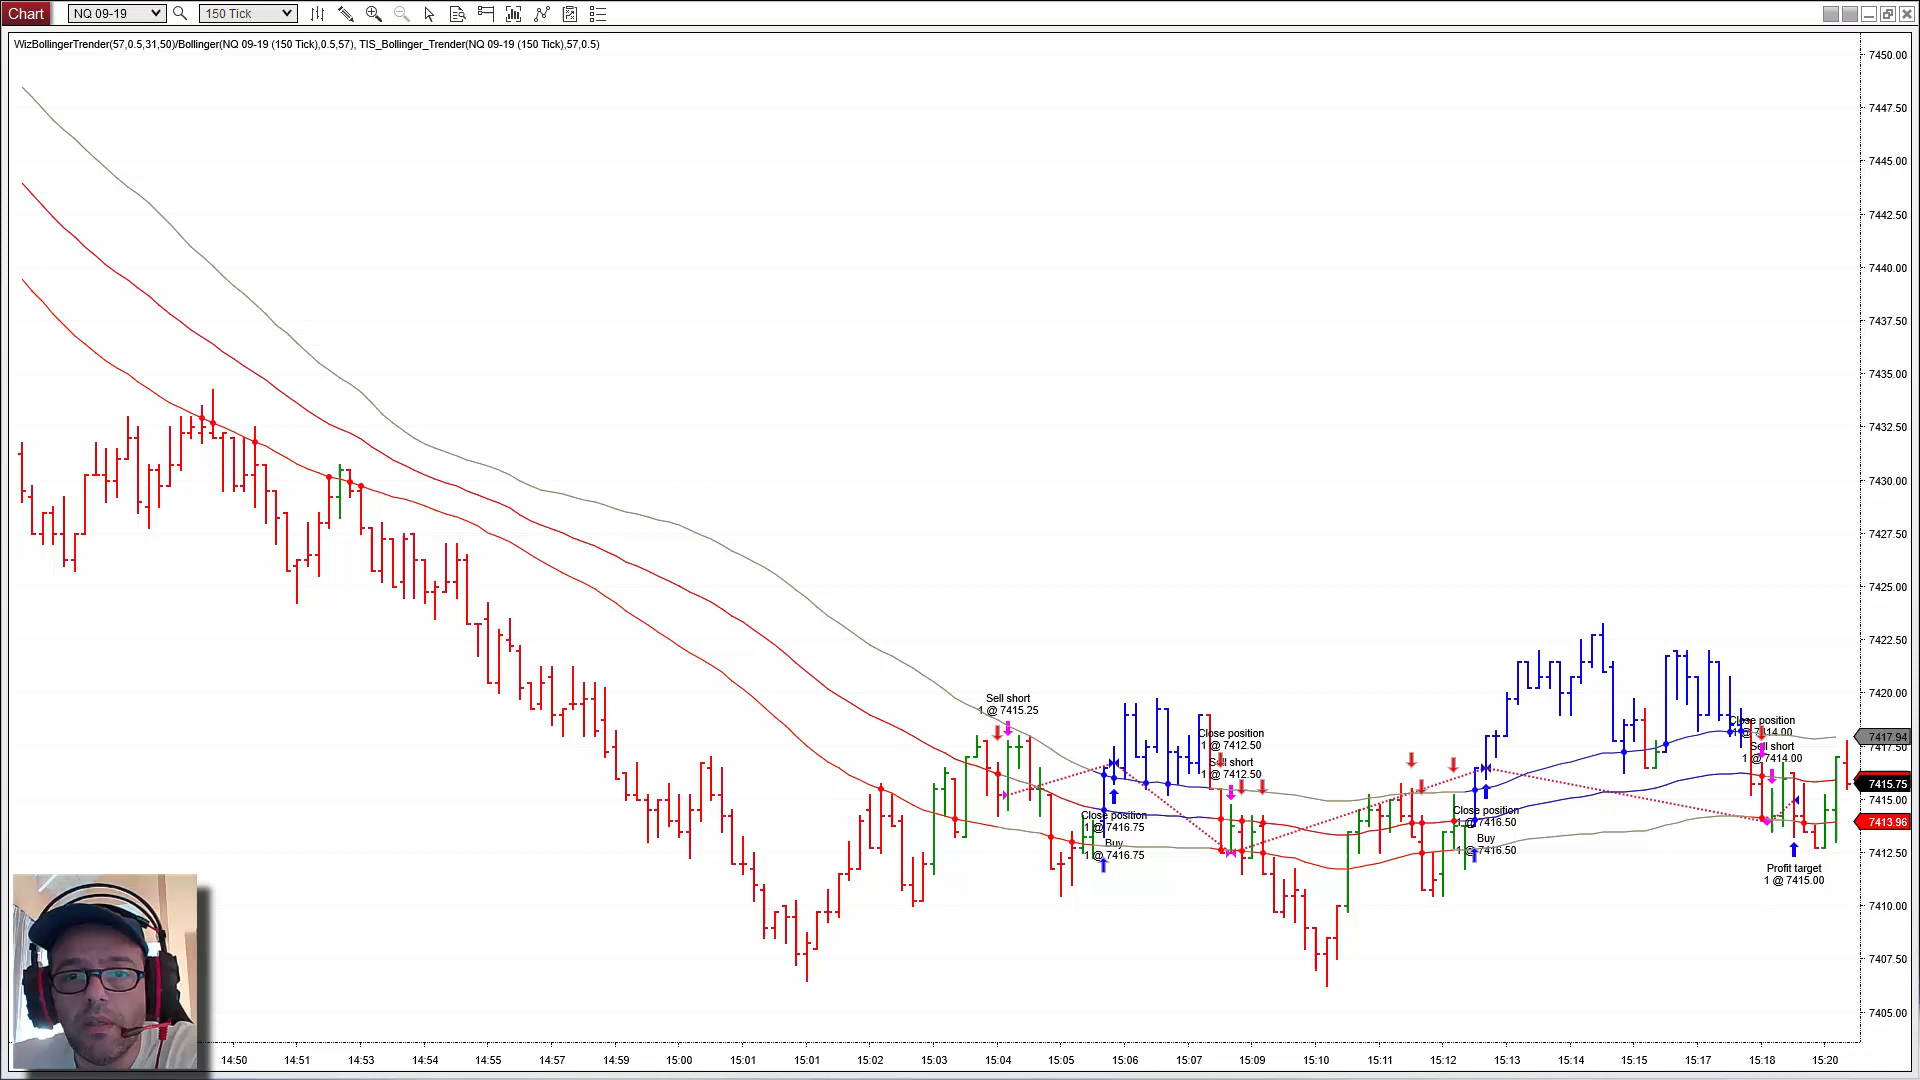 Chart
NQ 09-19
150 Tick
WizBollingerTrender(57,0.5,31,50)/Bollinger(NQ 09-19 (150 Tick),0.5,57), TIS_Bollinger_Trender(NQ 09-19 (150 Tick),57,0.5)
7450.00
7447.50
7445.00
7442.50
7440.00
7437.50
7435.00
7432.50
7430.00
7427.50
7425.00
7422.50
7420.00
7417.94
7417.50
7415.75
7415.00
7413.96
7412.50
7410.00
7407.50
7405.00
Sell short
1 @ 7415.25
Close position
1 @ 7416.75
Buy
1 @ 7416.75
Close position
1 @ 7412.50
Sell short
1 @ 7412.50
Close position
1 @ 7416.50
Buy
1 @ 7416.50
Close position
1 @ 7414.00
Sell short
1 @ 7414.00
Profit target
1 @ 7415.00
14:50 14:51 14:53 14:54 14:55 14:57 14:59 15:00 15:01 15:02 15:03 15:04 15:05 15:06 15:07 15:09 15:10 15:11 15:12 15:13 15:14 15:15 15:17 15:18 15:20